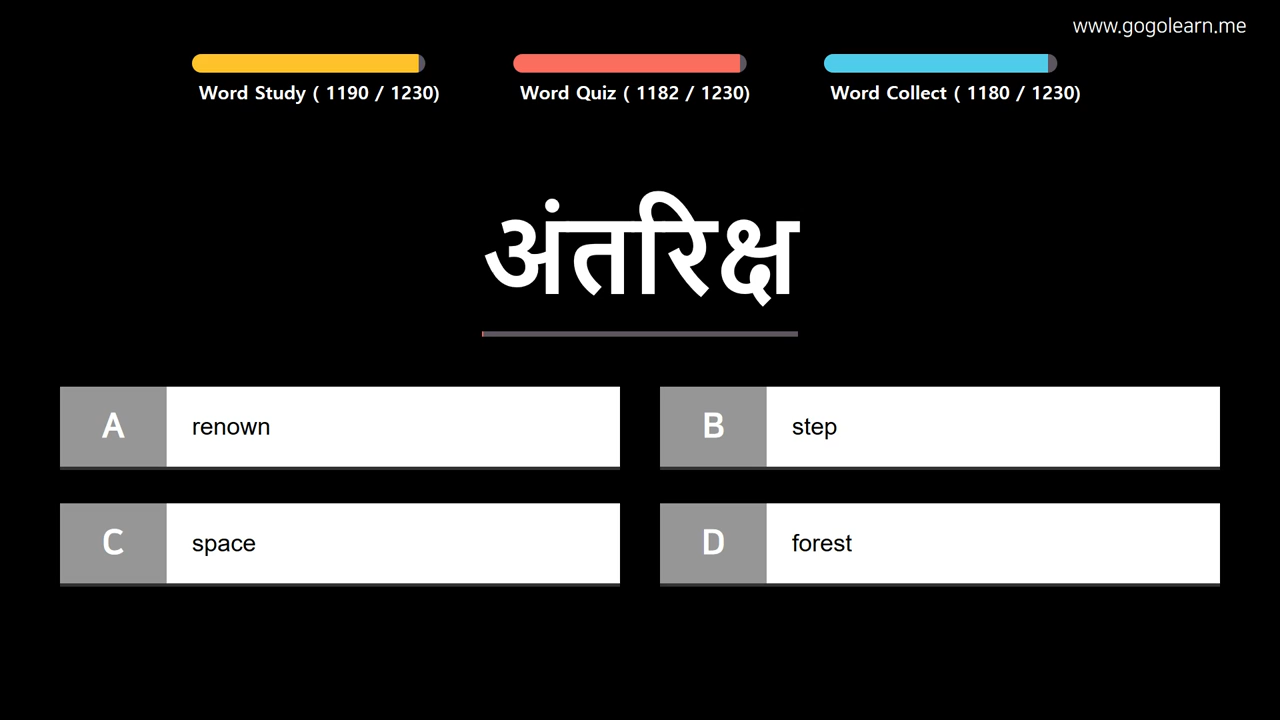 www.gogolearn.me
Word Study ( 1190 / 1230)
Word Quiz ( 1182 / 1230)
Word Collect ( 1180 / 1230)
अंतरिक्ष
A renown
B step
C space
D forest